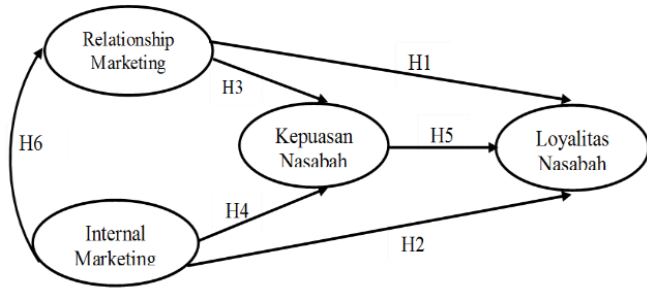 Relationship
Marketing
H1
H3
Kepuasan
Nasabah
H5
Loyalitas
Nasabah
H6
H4
Internal
Marketing
H2